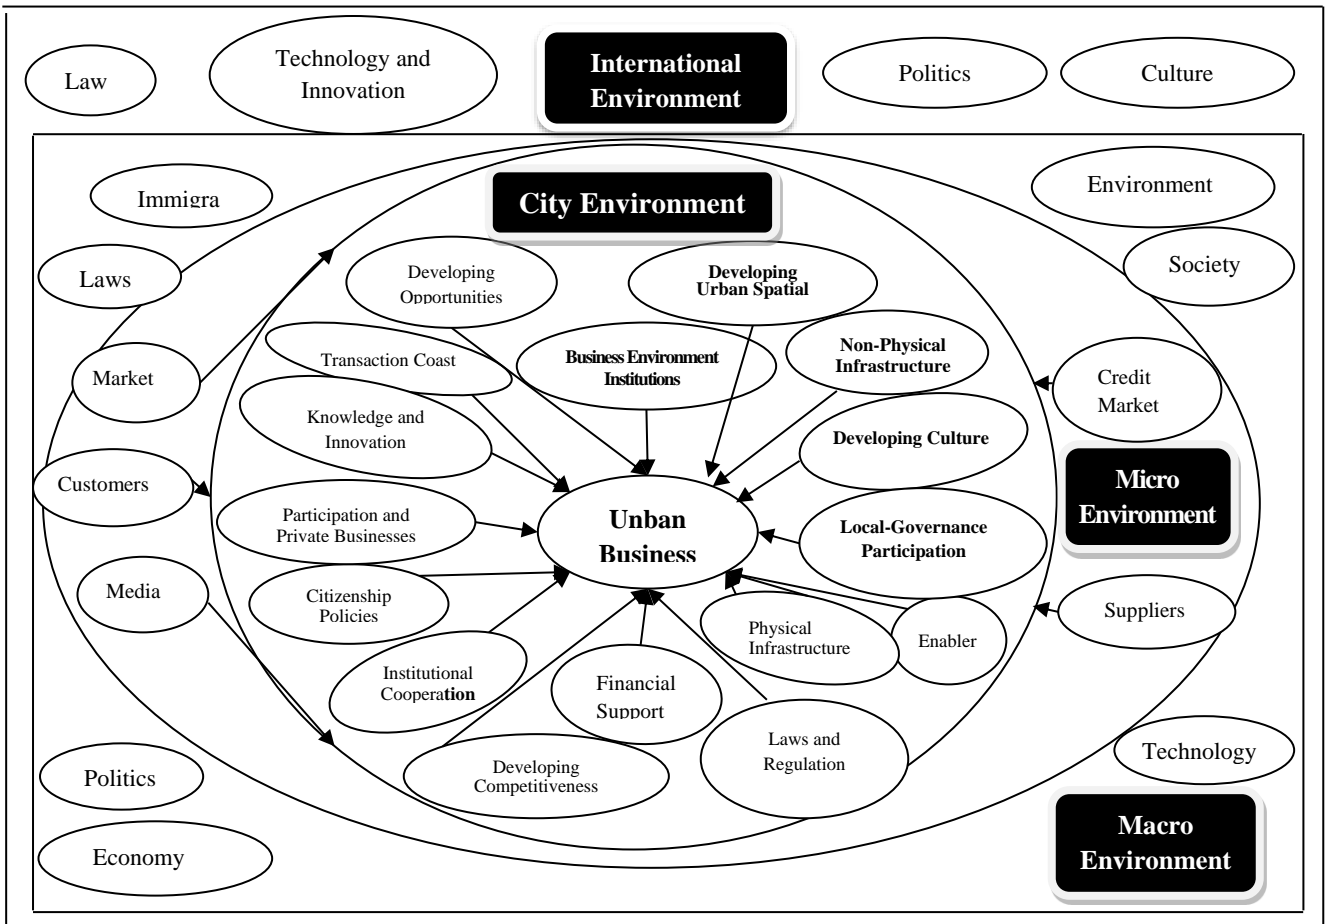 Law
Technology and
Innovation
International
Environment
Politics
Culture
Immigra
City Environment
Environment
Laws
Society
Developing
Opportunities
Developing
Urban Spatial
Transaction Coast
Business Environment
Institutions
Non-Physical
Infrastructure
Market
Credit
Market
Knowledge and
Innovation
Developing Culture
Customers
Micro
Environment
Participation and
Private Businesses
Unban
Business
Local-Governance
Participation
Media
Citizenship
Policies
Suppliers
Physical
Infrastructure
Enabler
Institutional
Cooperation
Financial
Support
Laws and
Regulation
Technology
Politics
Developing
Competitiveness
Macro
Environment
Economy